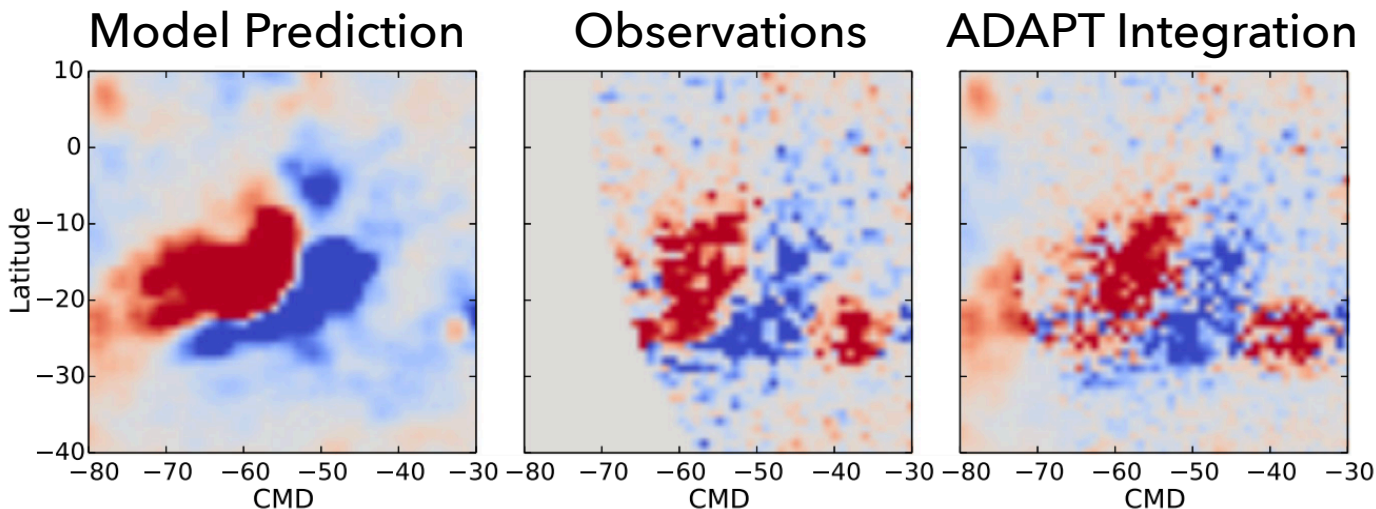 Model Prediction Observations ADAPT Integration
10
0
−10
−20
−30
−40
Latitude
−80 −70 −60 −50 −40 −30 −80 −70 −60 −50 −40 −30 −80 −70 −60 −50 −40 −30
CMD CMD CMD